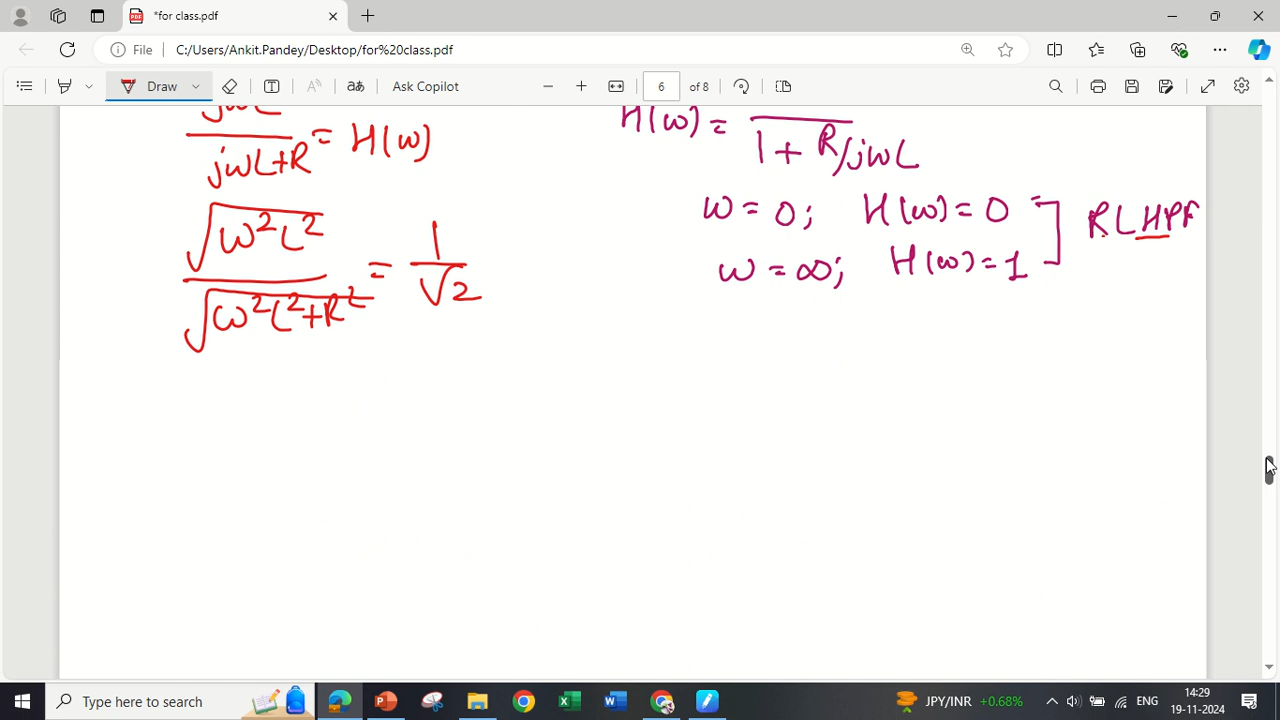 *for class.pdf
File C:/Users/Ankit.Pandey/Desktop/for%20class.pdf
Draw
Ask Copilot
6 of 8
jωL
jωL+R = H(ω)
√ω²L²
√ω²L²+R² = 1/√2
H(ω) =
1 + R/jωL
ω = 0; H(ω) = 0
ω = ∞; H(ω) = 1
RLHPF
Type here to search
JPY/INR +0.68%
ENG
14:29
19-11-2024